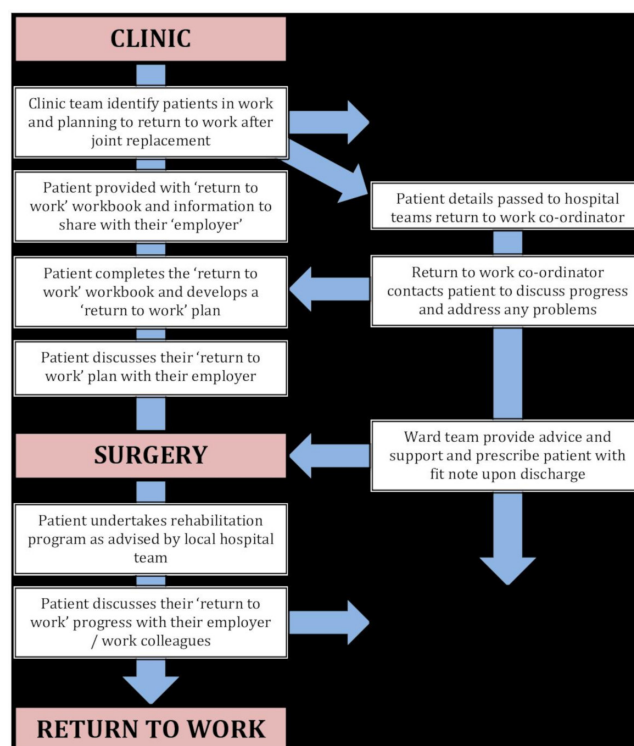 CLINIC
Clinic team identify patients in work
and planning to return to work after
joint replacement
Patient provided with ‘return to
work’ workbook and information to
share with their ‘employer’
Patient details passed to hospital
teams return to work co-ordinator
Patient completes the ‘return to
work’ workbook and develops a
‘return to work’ plan
Return to work co-ordinator
contacts patient to discuss progress
and address any problems
Patient discusses their ‘return to
work’ plan with their employer
SURGERY
Ward team provide advice and
support and prescribe patient with
fit note upon discharge
Patient undertakes rehabilitation
program as advised by local hospital
team
Patient discusses their ‘return to
work’ progress with their employer
/ work colleagues
RETURN TO WORK